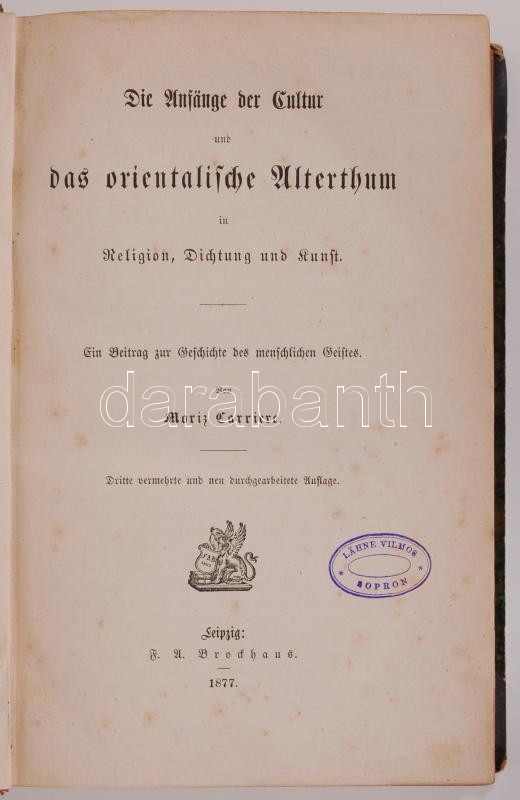 Die Anfänge der Cultur
und
das orientalische Alterthum
in
Religion, Dichtung und Kunst.
Ein Beitrag zur Geschichte des menschlichen Geistes.
Von
darabanth
Moriz Carriere.
Dritte vermehrte und neu durchgearbeitete Auflage.
LÄHNE VILMOS
* *
SOPRON
Leipzig:
F. A. Brockhaus.
1877.